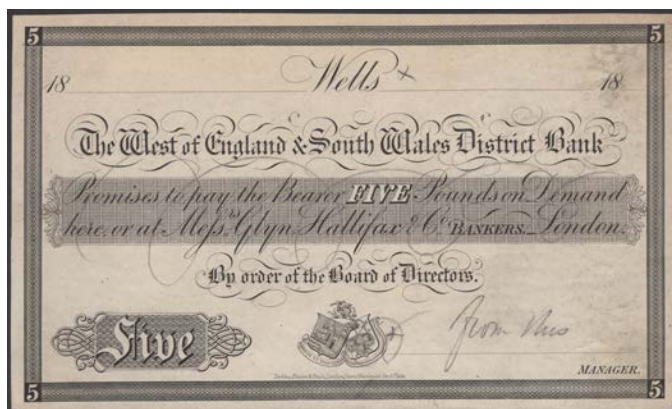 5 5
18 Wells x 18
The West of England & South Wales District Bank
Promises to pay the Bearer FIVE Pounds on Demand
here, or at Messrs. Glyn, Hallifax & Co. BANKERS. London.
By order of the Board of Directors.
Five
from this
MANAGER.
5 5